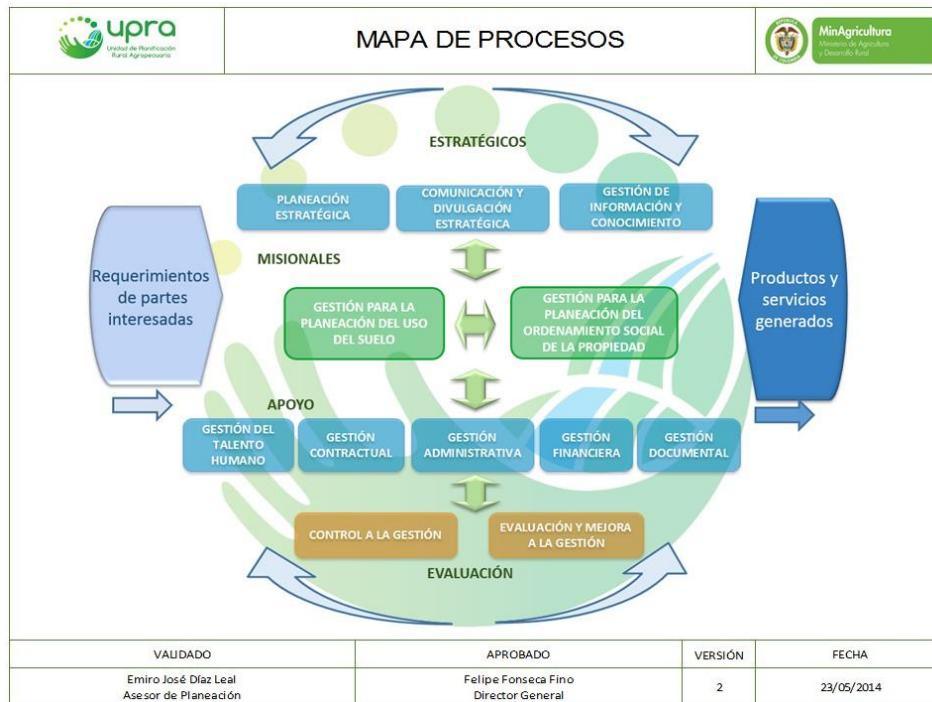 upra
Unidad de Planificación
Rural Agropecuaria
MAPA DE PROCESOS
MinAgricultura
Ministerio de Agricultura
y Desarrollo Rural
ESTRATÉGICOS
PLANEACIÓN
ESTRATÉGICA
COMUNICACIÓN Y
DIVULGACIÓN
ESTRATÉGICA
GESTIÓN DE
INFORMACIÓN Y
CONOCIMIENTO
MISIONALES
Requerimientos
de partes
interesadas
GESTIÓN PARA LA
PLANEACIÓN DEL USO
DEL SUELO
GESTIÓN PARA LA
PLANEACIÓN DEL
ORDENAMIENTO SOCIAL
DE LA PROPIEDAD
Productos y
servicios
generados
APOYO
GESTIÓN DEL
TALENTO
HUMANO
GESTIÓN
CONTRACTUAL
GESTIÓN
ADMINISTRATIVA
GESTIÓN
FINANCIERA
GESTIÓN
DOCUMENTAL
CONTROL A LA GESTIÓN
EVALUACIÓN Y MEJORA
A LA GESTIÓN
EVALUACIÓN
VALIDADO
APROBADO
VERSIÓN
FECHA
Emiro José Díaz Leal
Asesor de Planeación
Felipe Fonseca Fino
Director General
2
23/05/2014